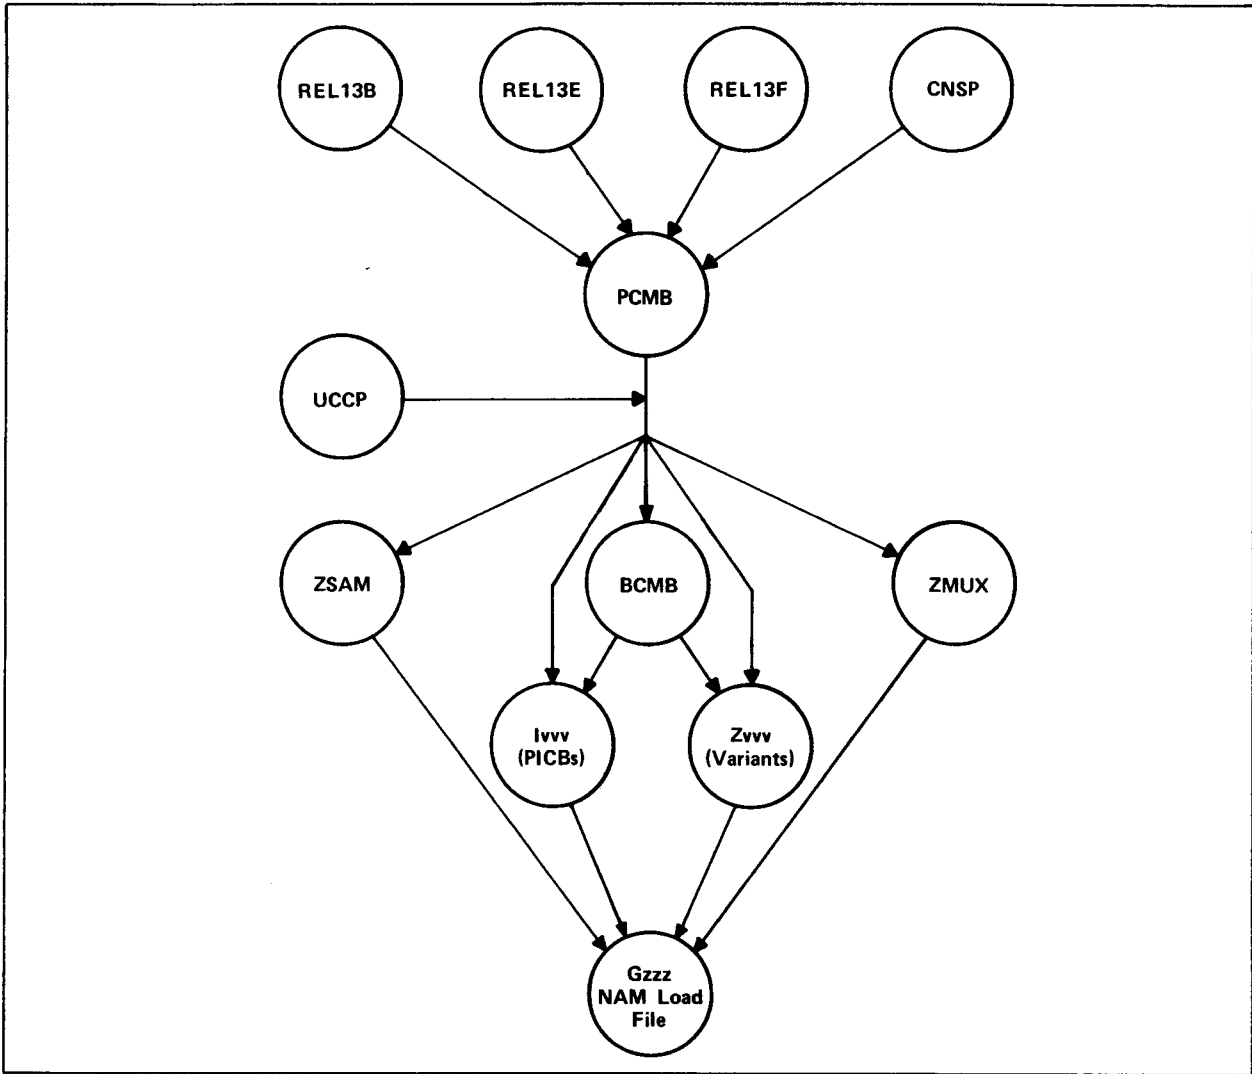 REL13B
REL13E
REL13F
CNSP
PCMB
UCCP
ZSAM
BCMB
ZMUX
Ivvv
(PICBs)
Zvvv
(Variants)
Gzzz
NAM Load
File